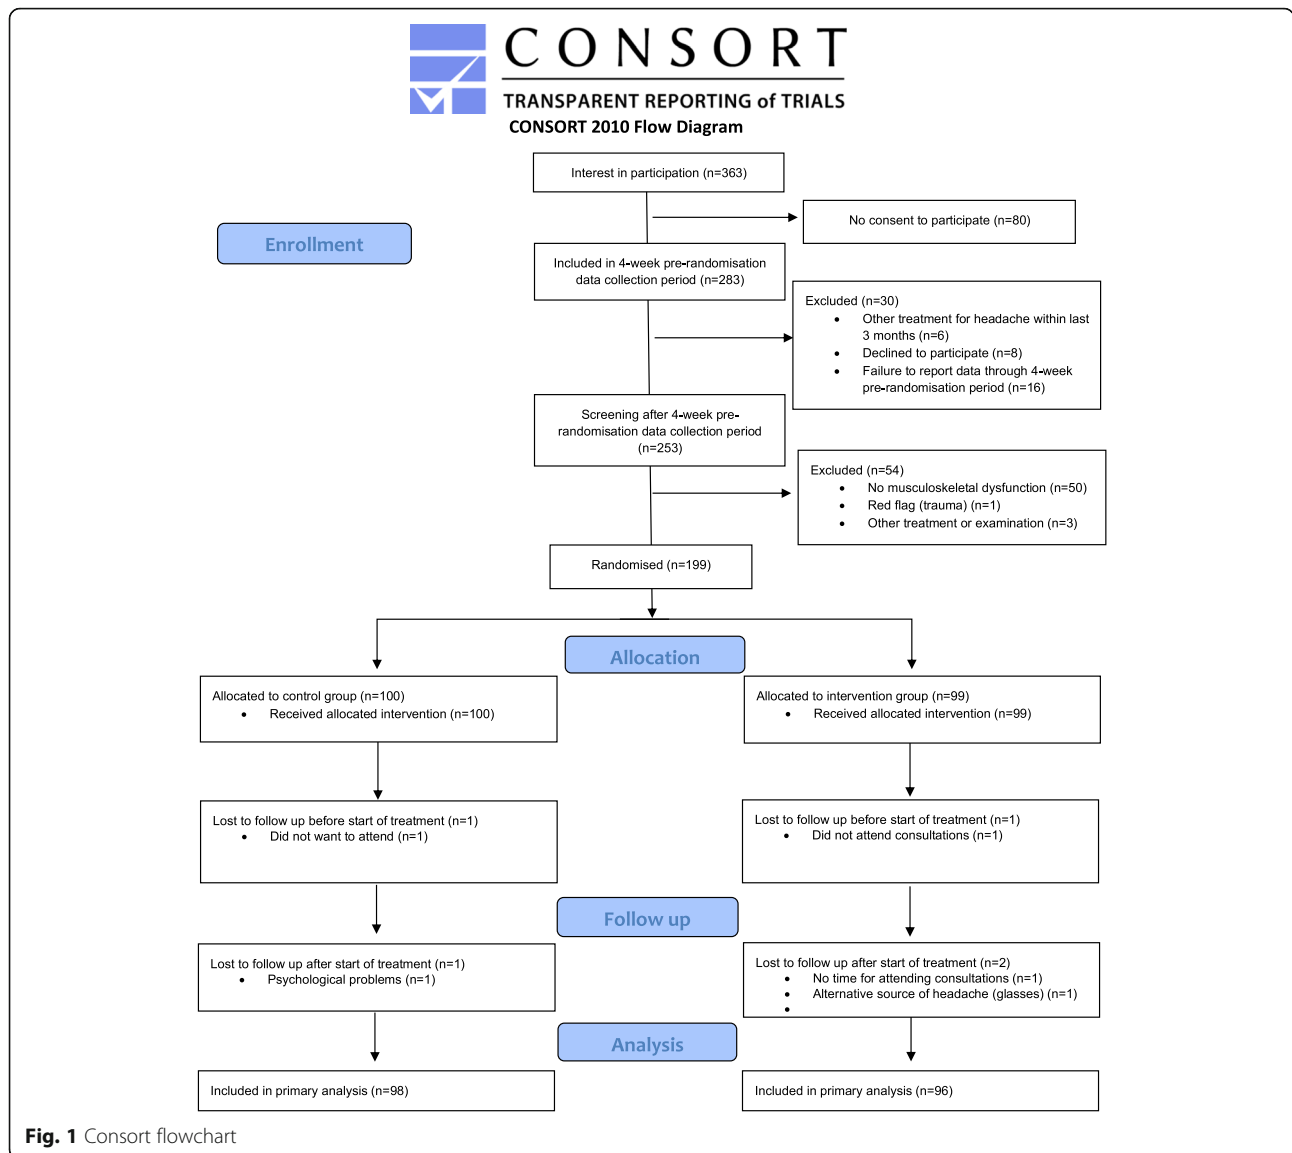 CONSORT
TRANSPARENT REPORTING of TRIALS
CONSORT 2010 Flow Diagram
Interest in participation (n=363)
No consent to participate (n=80)
Enrollment
Included in 4-week pre-randomisation
data collection period (n=283)
Excluded (n=30)
• Other treatment for headache within last
3 months (n=6)
• Declined to participate (n=8)
• Failure to report data through 4-week
pre-randomisation period (n=16)
Screening after 4-week pre-
randomisation data collection period
(n=253)
Excluded (n=54)
• No musculoskeletal dysfunction (n=50)
• Red flag (trauma) (n=1)
• Other treatment or examination (n=3)
Randomised (n=199)
Allocation
Allocated to control group (n=100)
• Received allocated intervention (n=100)
Allocated to intervention group (n=99)
• Received allocated intervention (n=99)
Lost to follow up before start of treatment (n=1)
• Did not want to attend (n=1)
Lost to follow up before start of treatment (n=1)
• Did not attend consultations (n=1)
Follow up
Lost to follow up after start of treatment (n=1)
• Psychological problems (n=1)
Lost to follow up after start of treatment (n=2)
• No time for attending consultations (n=1)
• Alternative source of headache (glasses) (n=1)
•
Analysis
Included in primary analysis (n=98)
Included in primary analysis (n=96)
Fig. 1 Consort flowchart